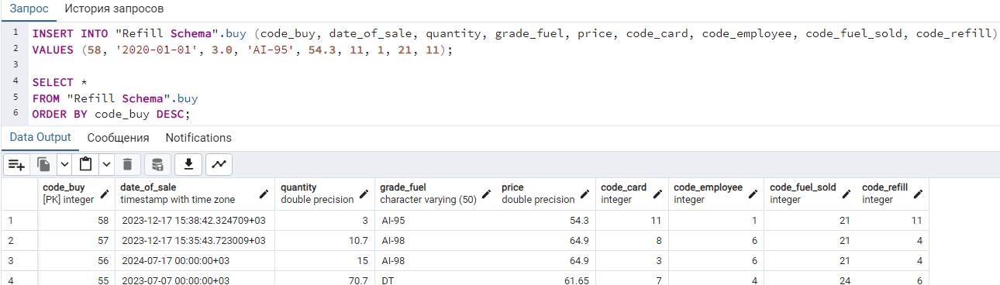 Запрос История запросов
1 INSERT INTO "Refill Schema".buy (code_buy, date_of_sale, quantity, grade_fuel, price, code_card, code_employee, code_fuel_sold, code_refill)
2 VALUES (58, '2020-01-01', 3.0, 'AI-95', 54.3, 11, 1, 21, 11);
3
4 SELECT *
5 FROM "Refill Schema".buy
6 ORDER BY code_buy DESC;
Data Output Сообщения Notifications
code_buy date_of_sale quantity grade_fuel price code_card code_employee code_fuel_sold code_refill
[PK] integer timestamp with time zone double precision character varying (50) double precision integer integer integer integer
1 58 2023-12-17 15:38:42.324709+03 3 AI-95 54.3 11 1 21 11
2 57 2023-12-17 15:35:43.723009+03 10.7 AI-98 64.9 8 6 21 4
3 56 2024-07-17 00:00:00+03 15 AI-98 64.9 3 6 21 4
4 55 2023-07-07 00:00:00+03 70.7 DT 61.65 7 4 24 6